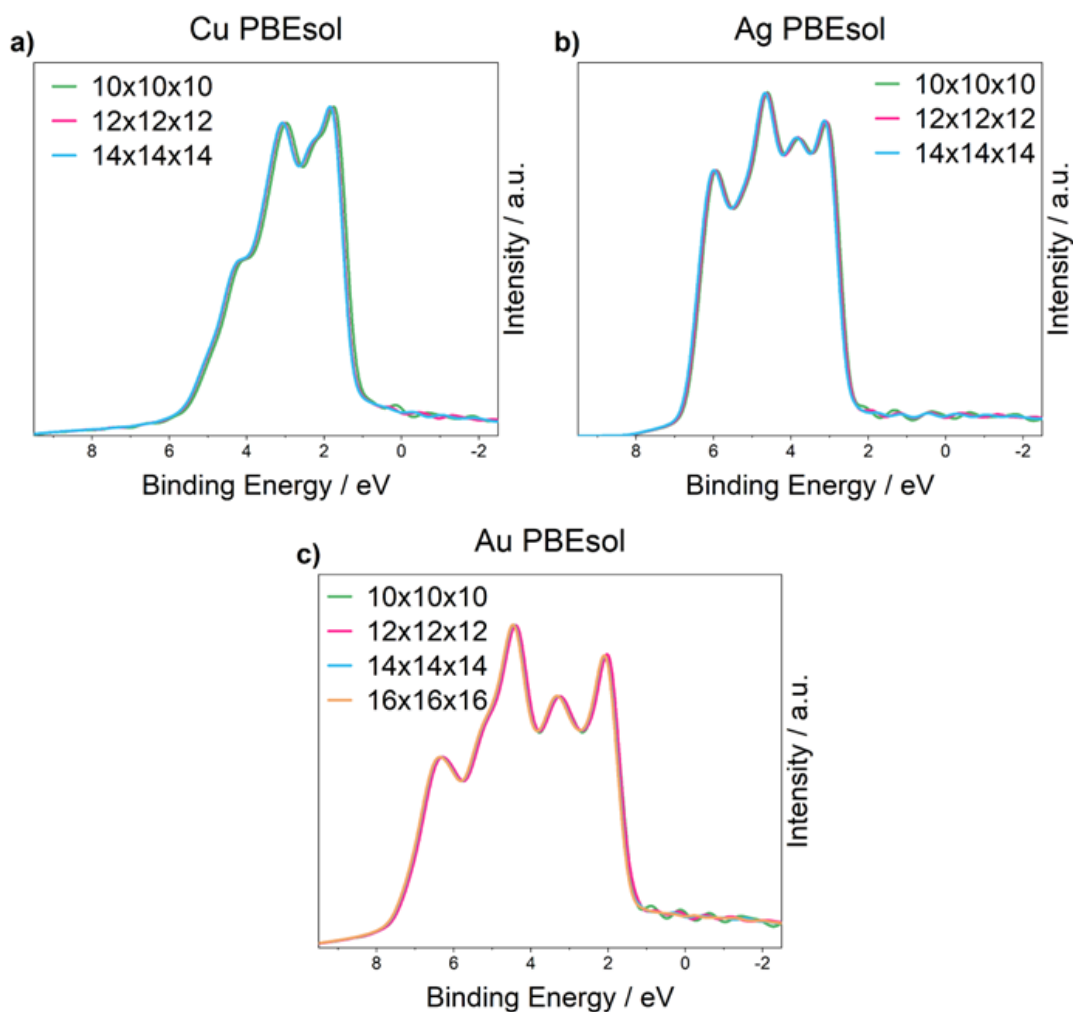 a)
Cu PBEsol
10x10x10
12x12x12
14x14x14
Intensity / a.u.
8 6 4 2 0 -2
Binding Energy / eV
b)
Ag PBEsol
10x10x10
12x12x12
14x14x14
Intensity / a.u.
8 6 4 2 0 -2
Binding Energy / eV
c)
Au PBEsol
10x10x10
12x12x12
14x14x14
16x16x16
Intensity / a.u.
8 6 4 2 0 -2
Binding Energy / eV